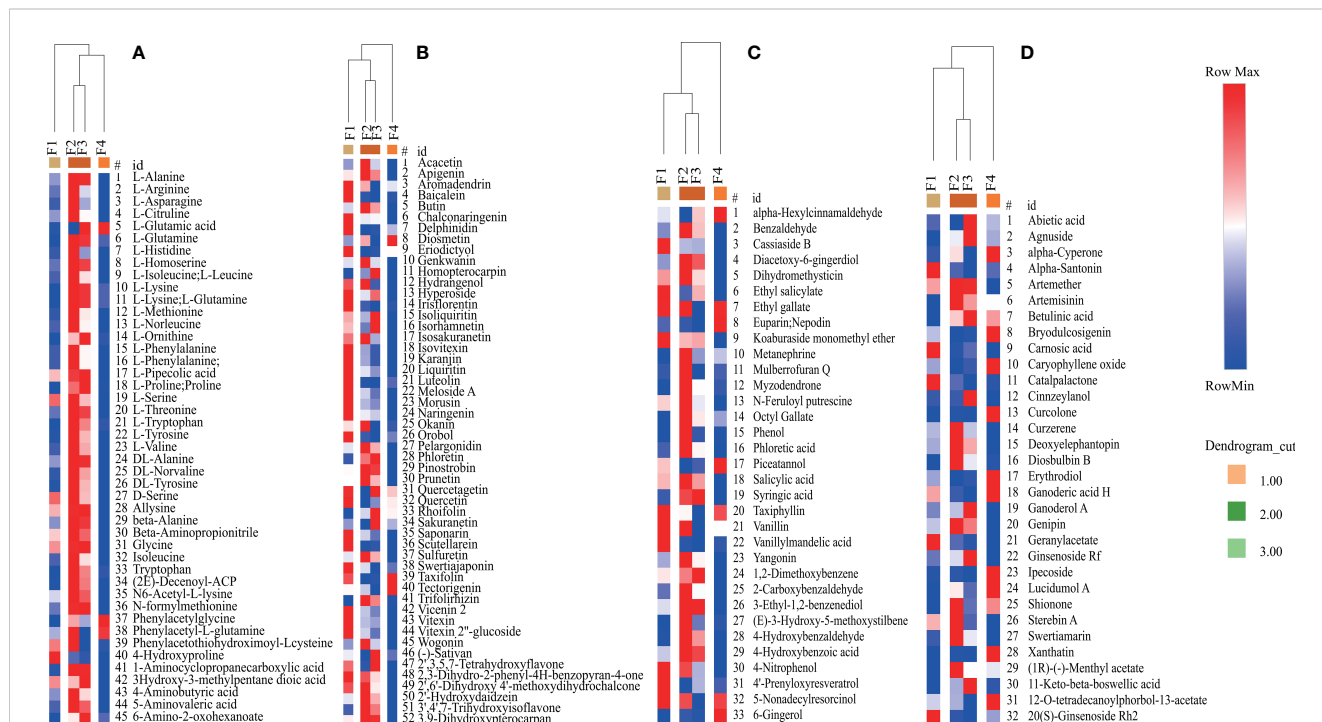 A
B
C
D
F1
F2
F3
F4
# id
1 L-Alanine
2 L-Arginine
3 L-Asparagine
4 L-Citruline
5 L-Glutamic acid
6 L-Glutamine
7 L-Histidine
8 L-Homoserine
9 L-Isoleucine;L-Leucine
10 L-Lysine
11 L-Lysine;L-Glutamine
12 L-Methionine
13 L-Norleucine
14 L-Ornithine
15 L-Phenylalanine
16 L-Phenylalanine;
17 L-Pipecolic acid
18 L-Proline;Proline
19 L-Serine
20 L-Threonine
21 L-Tryptophan
22 L-Tyrosine
23 L-Valine
24 DL-Alanine
25 DL-Norvaline
26 DL-Tyrosine
27 D-Serine
28 Allysine
29 beta-Alanine
30 Beta-Aminopropionitrile
31 Glycine
32 Isoleucine
33 Tryptophan
34 (2E)-Decenoyl-ACP
35 N6-Acetyl-L-lysine
36 N-formylmethionine
37 Phenylacetylglycine
38 Phenylacetyl-L-glutamine
39 Phenylacetothiohydroximoyl-Lcysteine
40 4-Hydroxyproline
41 1-Aminocyclopropanecarboxylic acid
42 3Hydroxy-3-methylpentane dioic acid
43 4-Aminobutyric acid
44 5-Aminovaleric acid
45 6-Amino-2-oxohexanoate
F1
F2
F3
F4
# id
1 Acacetin
2 Apigenin
3 Aromadendrin
4 Baicalein
5 Butin
6 Chalconaringenin
7 Delphinidin
8 Diosmetin
9 Eriodictyol
10 Genkwanin
11 Homopterocarpin
12 Hydrangenol
13 Hyperoside
14 Irisflorentin
15 Isoliquiritin
16 Isorhamnetin
17 Isosakuranetin
18 Isovitexin
19 Karanjin
20 Liquiritin
21 Luteolin
22 Meloside A
23 Morusin
24 Naringenin
25 Okanin
26 Orobol
27 Pelargonidin
28 Phloretin
29 Pinostrobin
30 Prunetin
31 Quercetagetin
32 Quercetin
33 Rhoifolin
34 Sakuranetin
35 Saponarin
36 Scutellarein
37 Sulfuretin
38 Swertiajaponin
39 Taxifolin
40 Tectorigenin
41 Trifolirhizin
42 Vicenin 2
43 Vitexin
44 Vitexin 2''-glucoside
45 Wogonin
46 (-)-Sativan
47 2',3,5,7-Tetrahydroxyflavone
48 2,3-Dihydro-2-phenyl-4H-benzopyran-4-one
49 2',6'-Dihydroxy 4'-methoxydihydrochalcone
50 2'-Hydroxydaidzein
51 3',4',7-Trihydroxyisoflavone
52 3,9-Dihydroxypterocarpan
F1
F2
F3
F4
# id
1 alpha-Hexylcinnamaldehyde
2 Benzaldehyde
3 Cassiaside B
4 Diacetoxy-6-gingerdiol
5 Dihydromethysticin
6 Ethyl salicylate
7 Ethyl gallate
8 Euparin;Nepodin
9 Koaburaside monomethyl ether
10 Metanephrine
11 Mulberrofuran Q
12 Myzodendrone
13 N-Feruloyl putrescine
14 Octyl Gallate
15 Phenol
16 Phloretic acid
17 Piceatannol
18 Salicylic acid
19 Syringic acid
20 Taxiphyllin
21 Vanillin
22 Vanillylmandelic acid
23 Yangonin
24 1,2-Dimethoxybenzene
25 2-Carboxybenzaldehyde
26 3-Ethyl-1,2-benzenediol
27 (E)-3-Hydroxy-5-methoxystilbene
28 4-Hydroxybenzaldehyde
29 4-Hydroxybenzoic acid
30 4-Nitrophenol
31 4'-Prenyloxyresveratrol
32 5-Nonadecylresorcinol
33 6-Gingerol
F1
F2
F3
F4
# id
1 Abietic acid
2 Agnuside
3 alpha-Cyperone
4 Alpha-Santonin
5 Artemether
6 Artemisinin
7 Betulinic acid
8 Bryodulcosigenin
9 Carnosic acid
10 Caryophyllene oxide
11 Catalpalactone
12 Cinnzeylanol
13 Curcolone
14 Curzerene
15 Deoxyelephantopin
16 Diosbulbin B
17 Erythrodiol
18 Ganoderic acid H
19 Ganoderol A
20 Genipin
21 Geranylacetate
22 Ginsenoside Rf
23 Ipecoside
24 Lucidumol A
25 Shionone
26 Sterebin A
27 Swertiamarin
28 Xanthatin
29 (1R)-(-)-Menthyl acetate
30 11-Keto-beta-boswellic acid
31 12-O-tetradecanoylphorbol-13-acetate
32 20(S)-Ginsenoside Rh2
Row Max
RowMin
Dendrogram_cut
1.00
2.00
3.00